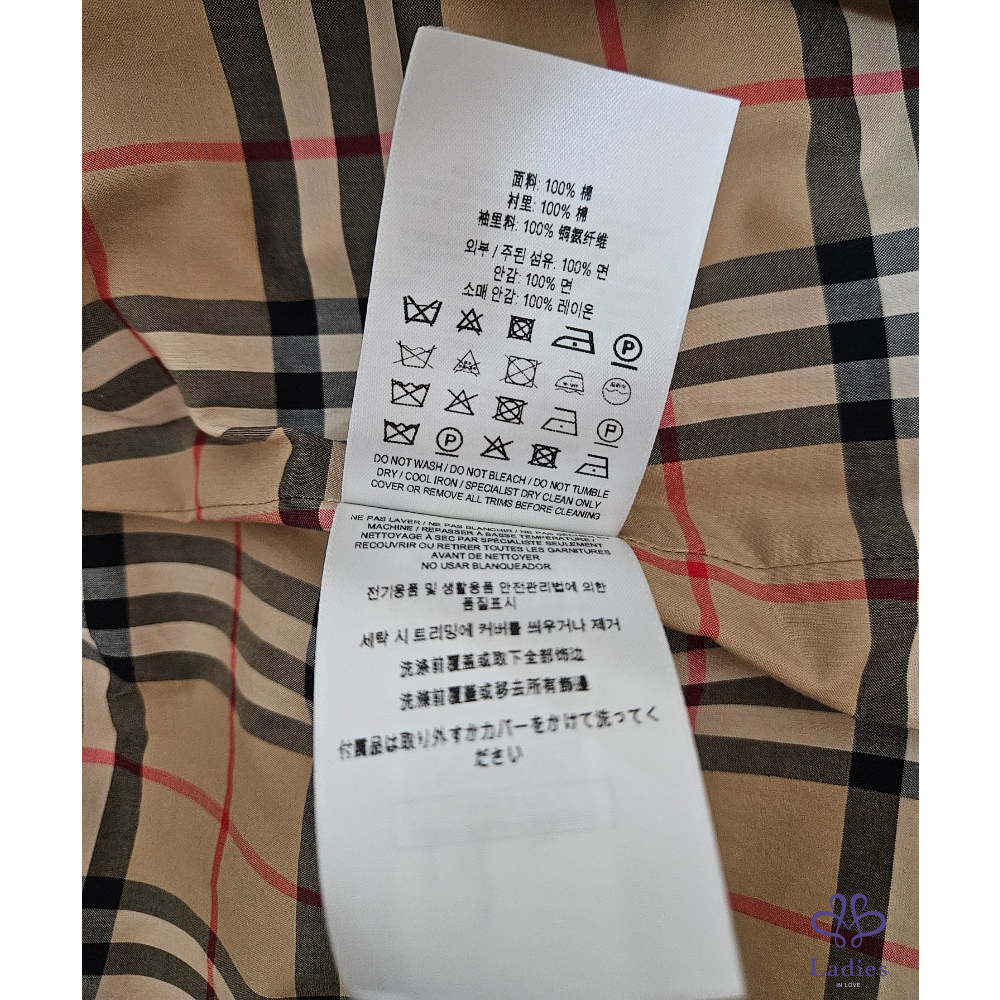 面料: 100% 棉
衬里: 100% 棉
袖里料: 100% 铜氨纤维
외부 / 주된 섬유. 100% 면
안감: 100% 면
소매 안감: 100% 레이온
P
P
P
DO NOT WASH / DO NOT BLEACH / DO NOT TUMBLE
DRY / COOL IRON / SPECIALIST DRY CLEAN ONLY
COVER OR REMOVE ALL TRIMS BEFORE CLEANING
NE PAS LAVER / NE PAS BLANCHIR / NE PAS
MACHINE / REPASSER À BASSE TEMPÉRATURE /
NETTOYAGE À SEC PAR SPÉCIALISTE SEULEMENT
RECOUVRIR OU RETIRER TOUTES LES GARNITURES
AVANT DE NETTOYER
NO USAR BLANQUEADOR
전기용품 및 생활용품 안전관리법에 의한
품질표시
세탁 시 트리밍에 커버를 씌우거나 제거
洗涤前覆盖或取下全部饰边
洗滌前覆蓋或移去所有飾邊
付属品は取り外すかカバーをかけて洗ってく
ださい
Ladies
IN LOVE